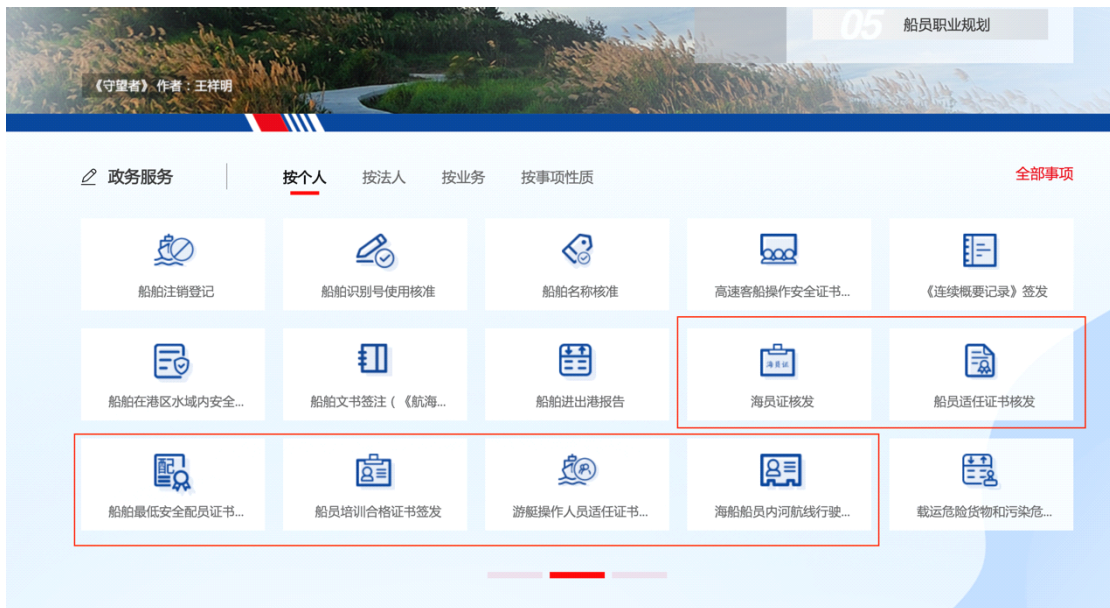 05 船员职业规划
《守望者》 作者：王祥明
政务服务 按个人 按法人 按业务 按事项性质 全部事项
船舶注销登记 船舶识别号使用核准 船舶名称核准 高速客船操作安全证书... 《连续概要记录》签发
海员证
船舶在港区水域内安全... 船舶文书签注（《航海... 船舶进出港报告 海员证核发 船员适任证书核发
配
船舶最低安全配员证书... 船员培训合格证书签发 游艇操作人员适任证书... 海船船员内河航线行驶... 载运危险货物和污染危...